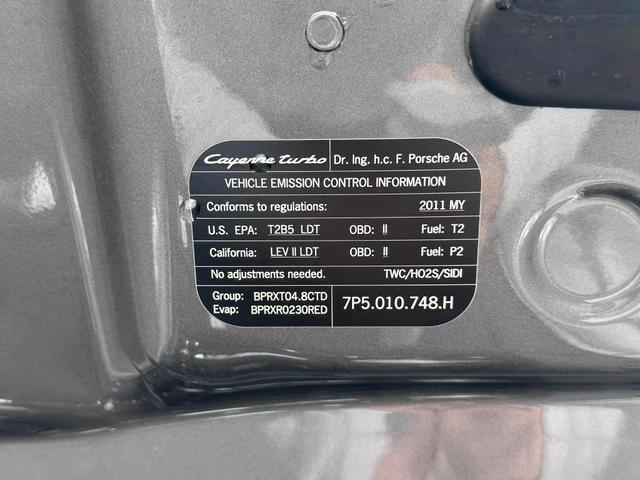 Cayenne turbo Dr. Ing. h.c. F. Porsche AG
VEHICLE EMISSION CONTROL INFORMATION
Conforms to regulations: 2011 MY
U.S. EPA: T2B5 LDT OBD: II Fuel: T2
California: LEV II LDT OBD: II Fuel: P2
No adjustments needed. TWC/HO2S/SIDI
Group: BPRXT04.8CTD
Evap: BPRXR0230RED
7P5.010.748.H